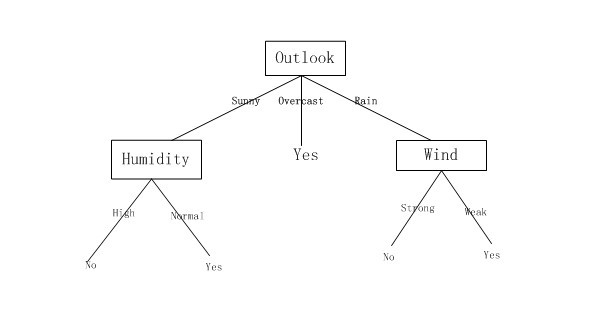 Outlook
Sunny Overcast Rain
Humidity Yes Wind
High Normal Strong Weak
No Yes No Yes